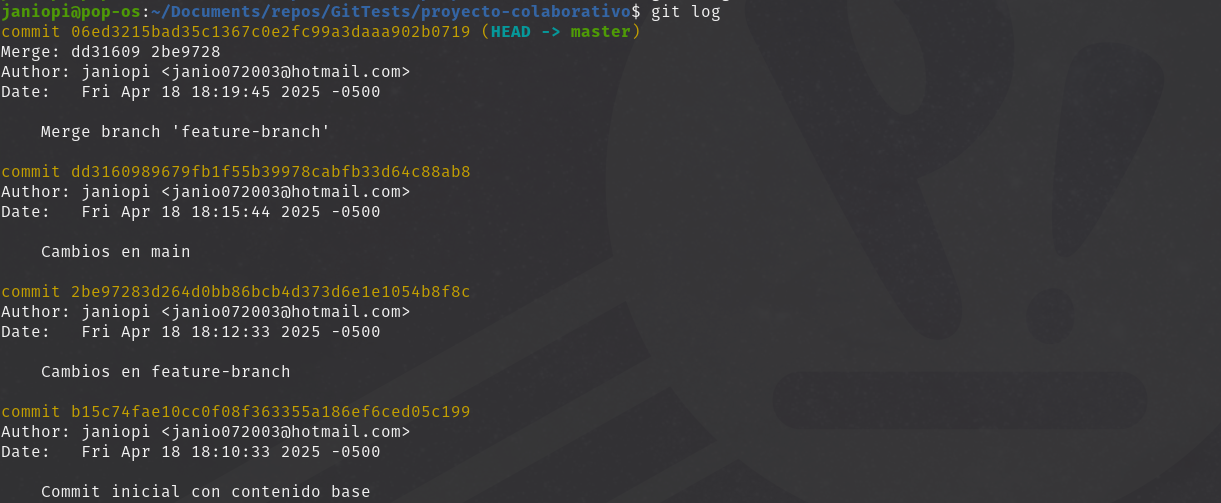 janiopi@pop-os:~/Documents/repos/GitTests/proyecto-colaborativo$ git log
commit 06ed3215bad35c1367c0e2fc99a3daaa902b0719 (HEAD -> master)
Merge: dd31609 2be9728
Author: janiopi <janio072003@hotmail.com>
Date:   Fri Apr 18 18:19:45 2025 -0500
    Merge branch 'feature-branch'
commit dd3160989679fb1f55b39978cabfb33d64c88ab8
Author: janiopi <janio072003@hotmail.com>
Date:   Fri Apr 18 18:15:44 2025 -0500
    Cambios en main
commit 2be97283d264d0bb86bcb4d373d6e1e1054b8f8c
Author: janiopi <janio072003@hotmail.com>
Date:   Fri Apr 18 18:12:33 2025 -0500
    Cambios en feature-branch
commit b15c74fae10cc0f08f363355a186ef6ced05c199
Author: janiopi <janio072003@hotmail.com>
Date:   Fri Apr 18 18:10:33 2025 -0500
    Commit inicial con contenido base